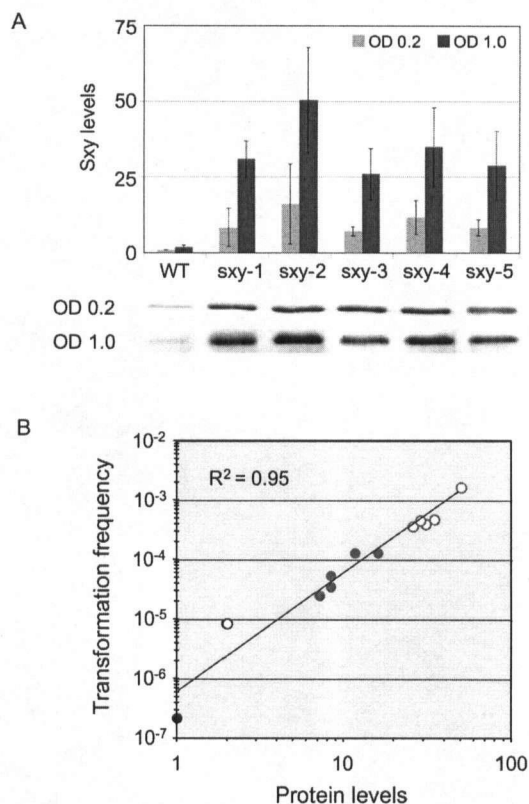 A
75
50
25
0
Sxy levels
OD 0.2 OD 1.0
WT sxy-1 sxy-2 sxy-3 sxy-4 sxy-5
OD 0.2
OD 1.0
B
10-2
10-3
10-4
10-5
10-6
10-7
Transformation frequency
R2 = 0.95
1 10 100
Protein levels